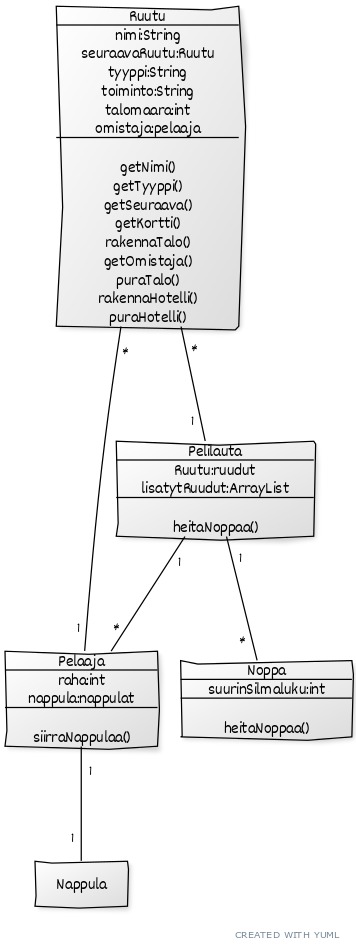 Ruutu
nimi:String
seuraavaRuutu:Ruutu
tyyppi:String
toiminto:String
talomaara:int
omistaja:pelaaja
getNimi()
getTyyppi()
getSeuraava()
getKortti()
rakennaTalo()
getOmistaja()
puraTalo()
rakennaHotelli()
puraHotelli()
* *
1
Pelilauta
Ruutu:ruudut
lisatytRuudut:ArrayList
heitaNoppaa()
1 1
1 * *
Pelaaja
raha:int
nappula:nappulat
siirraNappulaa()
Noppa
suurinSilmaluku:int
heitaNoppaa()
1
1
Nappula
CREATED WITH YUML